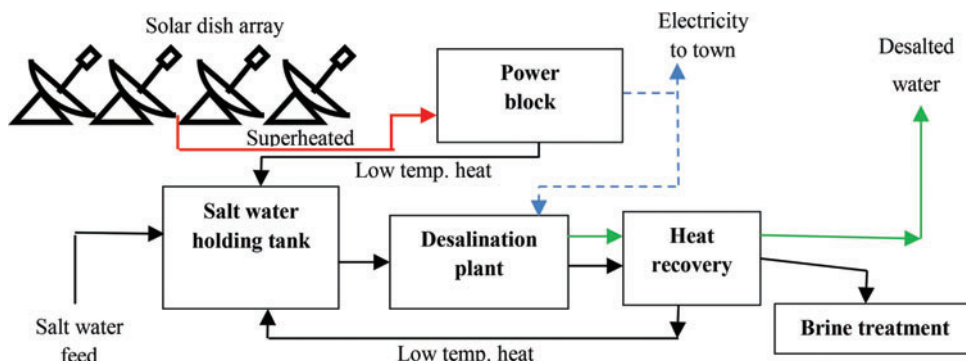 Solar dish array
Electricity
to town
Desalted
water
Power
block
Superheated
Low temp. heat
Salt water
holding tank
Desalination
plant
Heat
recovery
Salt water
feed
Low temp. heat
Brine treatment